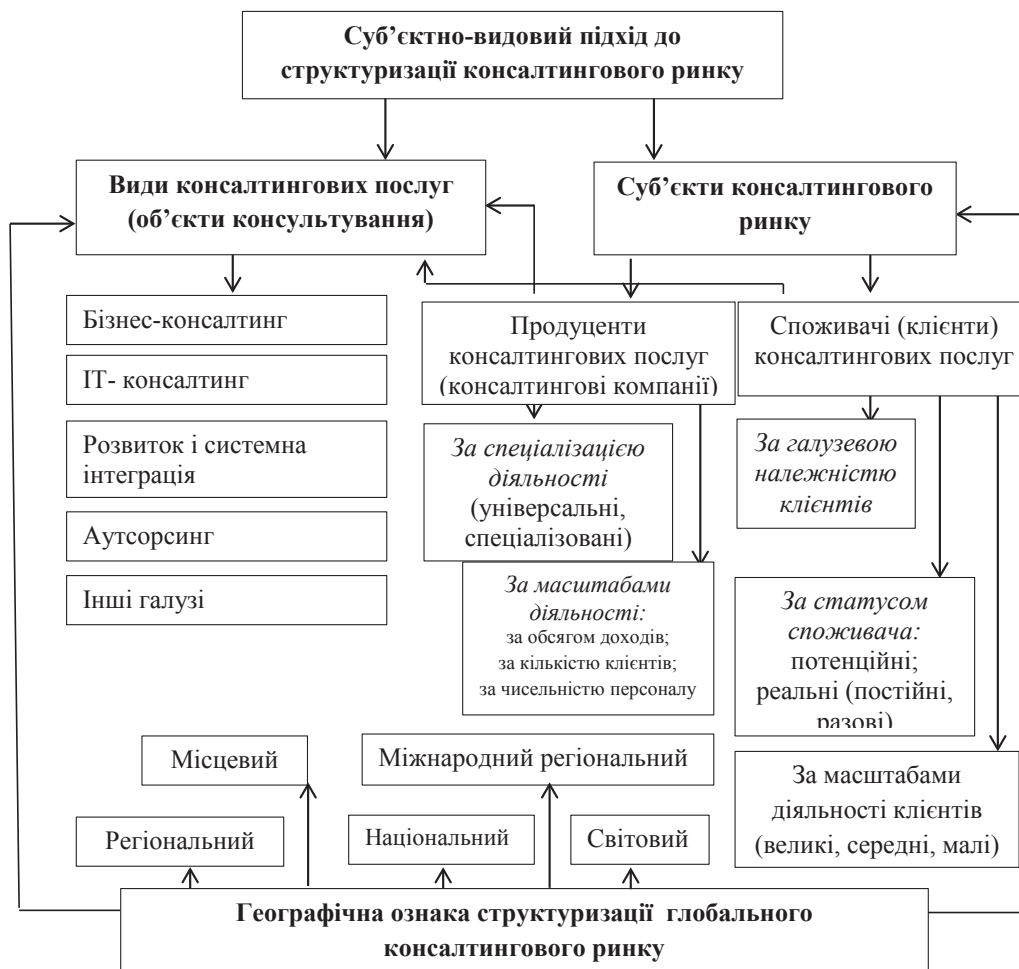 Суб’єктно-видовий підхід до
структуризації консалтингового ринку
Види консалтингових послуг
(об’єкти консультування)
Суб’єкти консалтингового
ринку
Бізнес-консалтинг
ІТ- консалтинг
Розвиток і системна
інтеграція
Аутсорсинг
Інші галузі
Продуценти
консалтингових послуг
(консалтингові компанії)
Споживачі (клієнти)
консалтингових послуг
За спеціалізацією
діяльності
(універсальні,
спеціалізовані)
За галузевою
належністю
клієнтів
За масштабами
діяльності:
за обсягом доходів;
за кількістю клієнтів;
за чисельністю персоналу
За статусом
споживача:
потенційні;
реальні (постійні,
разові)
За масштабами
діяльності клієнтів
(великі, середні, малі)
Місцевий
Міжнародний регіональний
Регіональний
Національний
Світовий
Географічна ознака структуризації глобального
консалтингового ринку